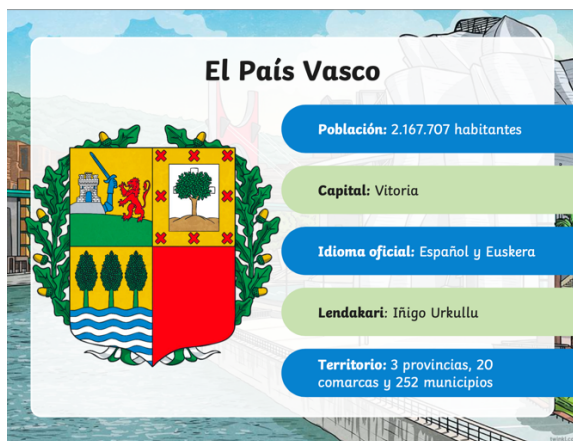 El País Vasco
Población: 2.167.707 habitantes
Capital: Vitoria
Idioma oficial: Español y Euskera
Lendakari: Iñigo Urkullu
Territorio: 3 provincias, 20
comarcas y 252 municipios